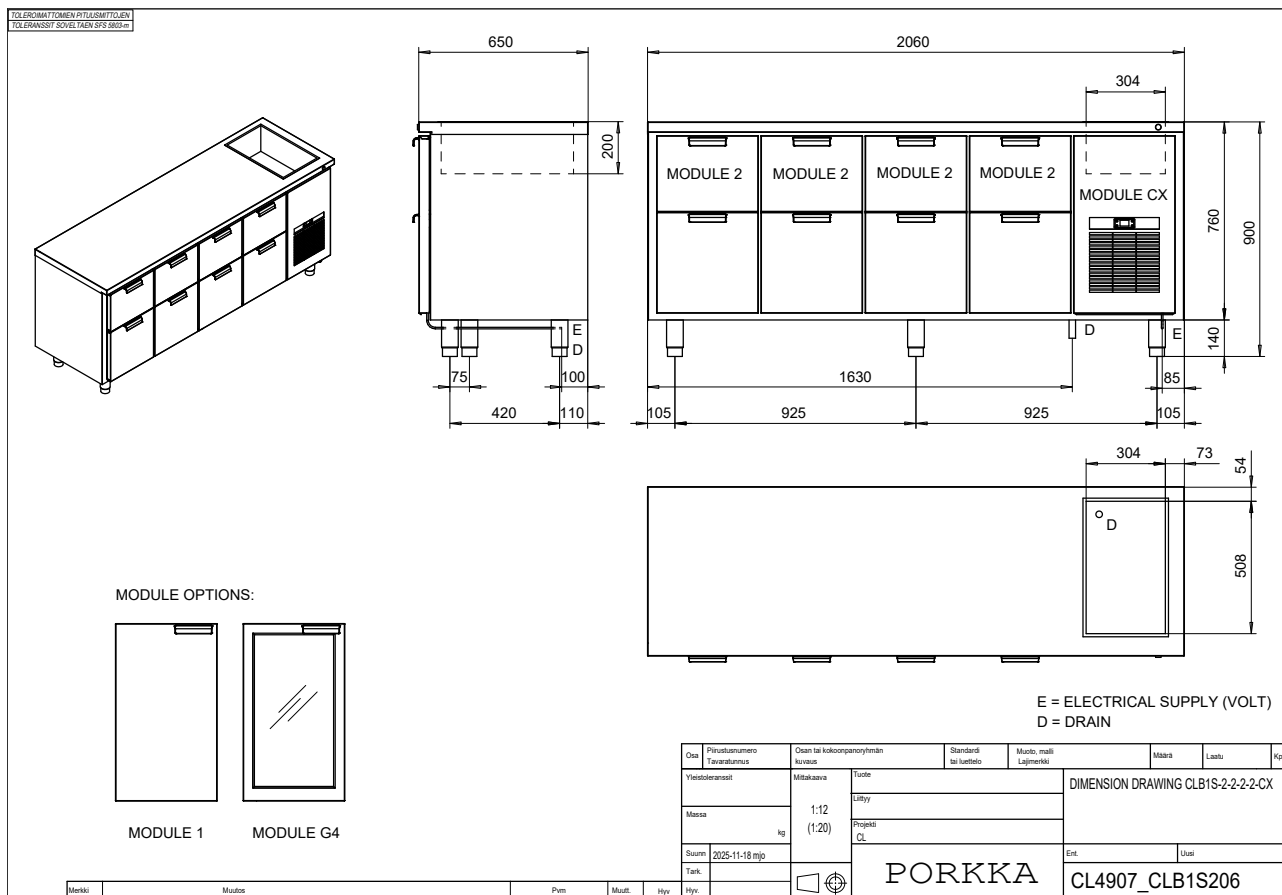 TOLEROIMATTOMIEN PITUUSMITTOJEN
TOLERANSSIT SOVELTAEN SFS 5803-m
650
2060
304
200
MODULE 2
MODULE 2
MODULE 2
MODULE 2
MODULE CX
760
900
140
E
D
D
E
75
100
420
110
1630
85
105
925
925
105
304
73
54
D
508
MODULE OPTIONS:
MODULE 1
MODULE G4
E = ELECTRICAL SUPPLY (VOLT)
D = DRAIN
Osa
Piirustusnumero
Tavaratunnus
Osan tai kokoonpanoryhmän
kuvaus
Standardi
tai luettelo
Muoto, malli
Lajimerkki
Määrä
Laatu
Kp
Yleistoleranssit
Mittakaava
1:12
(1:20)
Tuote
Liittyy
Projekti
CL
DIMENSION DRAWING CLB1S-2-2-2-2-CX
Massa
kg
Suunn
2025-11-18 mjo
Tark.
Hyv.
PORKKA
Ent.
Uusi
CL4907_CLB1S206
Merkki
Muutos
Pvm
Muutt.
Hyv